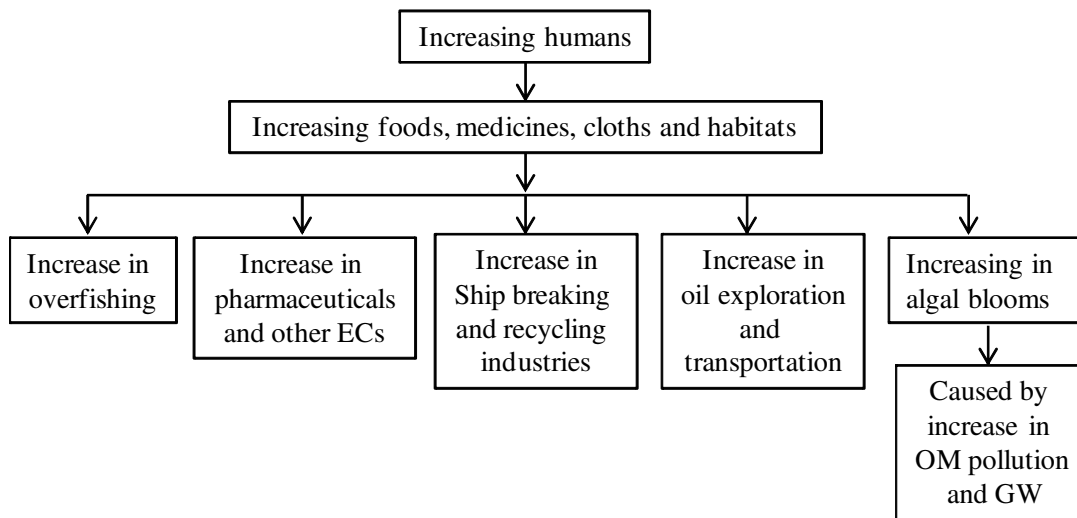 Increasing humans
Increasing foods, medicines, cloths and habitats
Increase in
overfishing
Increase in
pharmaceuticals
and other ECs
Increase in
Ship breaking
and recycling
industries
Increase in
oil exploration
and
transportation
Increasing in
algal blooms
Caused by
increase in
OM pollution
and GW